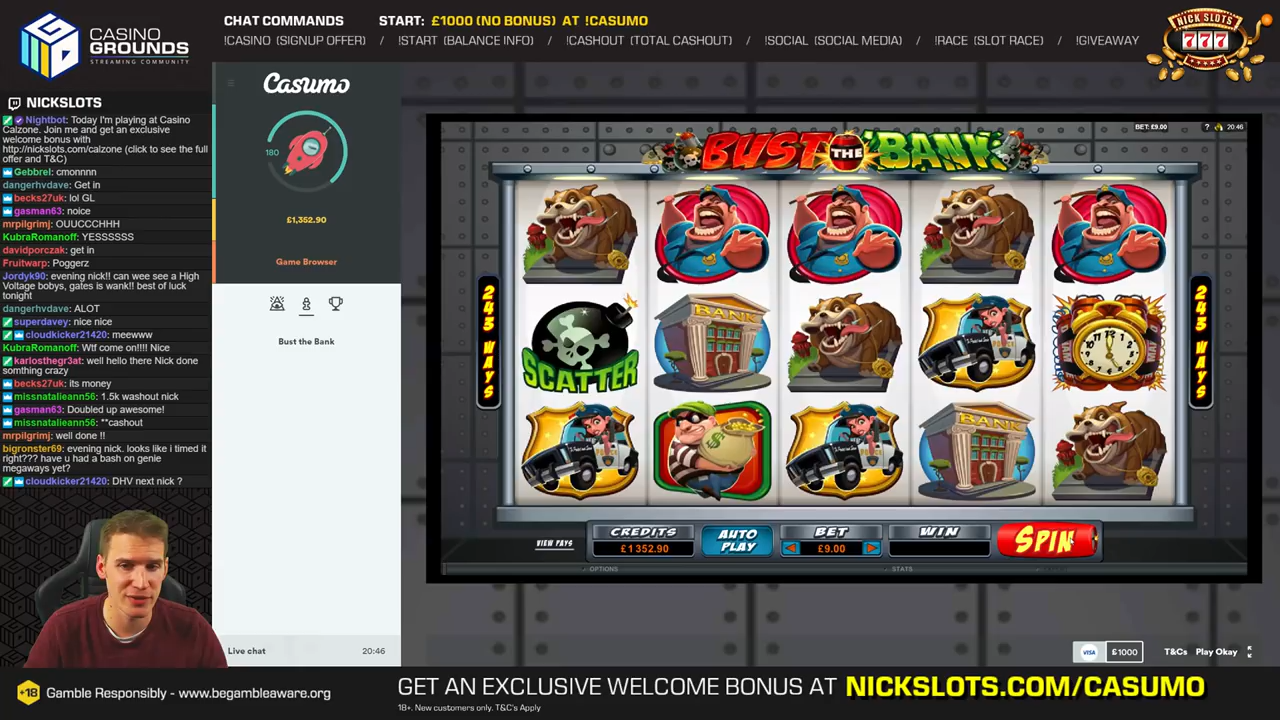 CASINO
GROUNDS
STREAMING COMMUNITY
CHAT COMMANDS
START: £1000 (NO BONUS) AT !CASUMO
!CASINO (SIGNUP OFFER) / !START (BALANCE INFO) / !CASHOUT (TOTAL CASHOUT) / !SOCIAL (SOCIAL MEDIA) / !RACE (SLOT RACE) / !GIVEAWAY
NICK SLOTS
777
NICKSLOTS
Nightbot: Today I'm playing at Casino
Calzone. Join me and get an exclusive
welcome bonus with
http://nickslots.com/calzone (click to see the full
offer and T&C)
Gebbrel: cmonnnn
dangerhvdave: Get in
becks27uk: lol GL
gasman63: noice
mrpilgrimj: OUUCCCHHH
KubraRomanoff: YESSSSSS
davidporczak: get in
Fruitwarp: Poggerz
Jordyk90: evening nick!! can wee see a High
Voltage bobys, gates is wank!! best of luck
tonight
dangerhvdave: ALOT
superdavey: nice nice
cloudkicker21420: meewww
KubraRomanoff: Wtf come on!!!! Nice
karlosthegr3at: well hello there Nick done
somthing crazy
becks27uk: its money
missnatalieann56: 1.5k washout nick
gasman63: Doubled up awesome!
missnatalieann56: **cashout
mrpilgrimj: well done !!
bigronster69: evening nick. looks like i timed it
right??? have u had a bash on genie
megaways yet?
cloudkicker21420: DHV next nick ?
Casumo
180
£1,352.90
Game Browser
Bust the Bank
Live chat 20:46
BET: £9.00 ? 20:46
BUST THE BANK
243 WAYS
243 WAYS
SCATTER
BANK
BANK
VIEW PAYS
CREDITS
£1352.90
AUTO
PLAY
BET
£9.00
WIN
SPIN
OPTIONS
STATS
VISA £1000 T&Cs Play Okay
+18 Gamble Responsibly - www.begambleaware.org
GET AN EXCLUSIVE WELCOME BONUS AT NICKSLOTS.COM/CASUMO
18+. New customers only. T&C's Apply